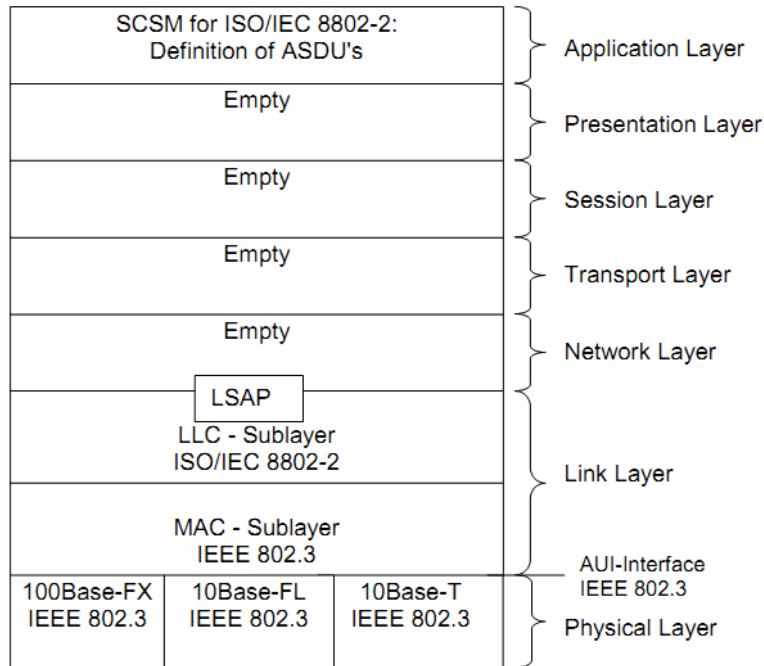 SCSM for ISO/IEC 8802-2:
Definition of ASDU's
Application Layer
Empty
Presentation Layer
Empty
Session Layer
Empty
Transport Layer
Empty
Network Layer
LSAP
LLC - Sublayer
ISO/IEC 8802-2
Link Layer
MAC - Sublayer
IEEE 802.3
AUI-Interface
IEEE 802.3
100Base-FX
IEEE 802.3
10Base-FL
IEEE 802.3
10Base-T
IEEE 802.3
Physical Layer